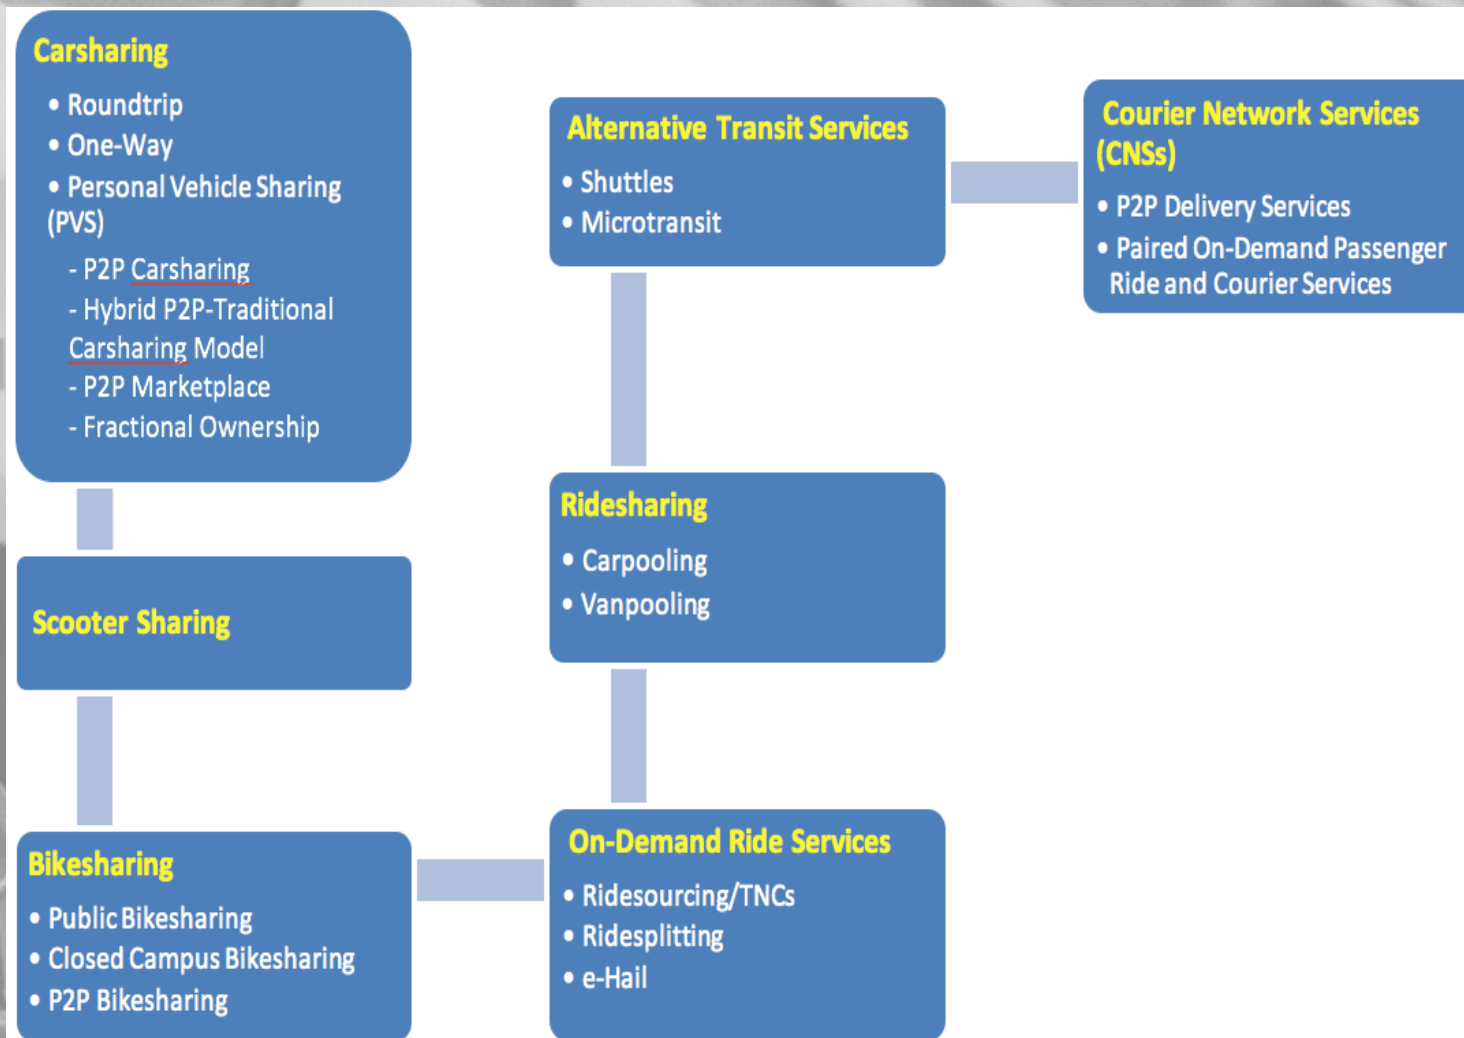 Carsharing
• Roundtrip
• One-Way
• Personal Vehicle Sharing
(PVS)
- P2P Carsharing
- Hybrid P2P-Traditional
Carsharing Model
- P2P Marketplace
- Fractional Ownership
Scooter Sharing
Bikesharing
• Public Bikesharing
• Closed Campus Bikesharing
• P2P Bikesharing
On-Demand Ride Services
• Ridesourcing/TNCs
• Ridesplitting
• e-Hail
Ridesharing
• Carpooling
• Vanpooling
Alternative Transit Services
• Shuttles
• Microtransit
Courier Network Services
(CNSs)
• P2P Delivery Services
• Paired On-Demand Passenger
Ride and Courier Services